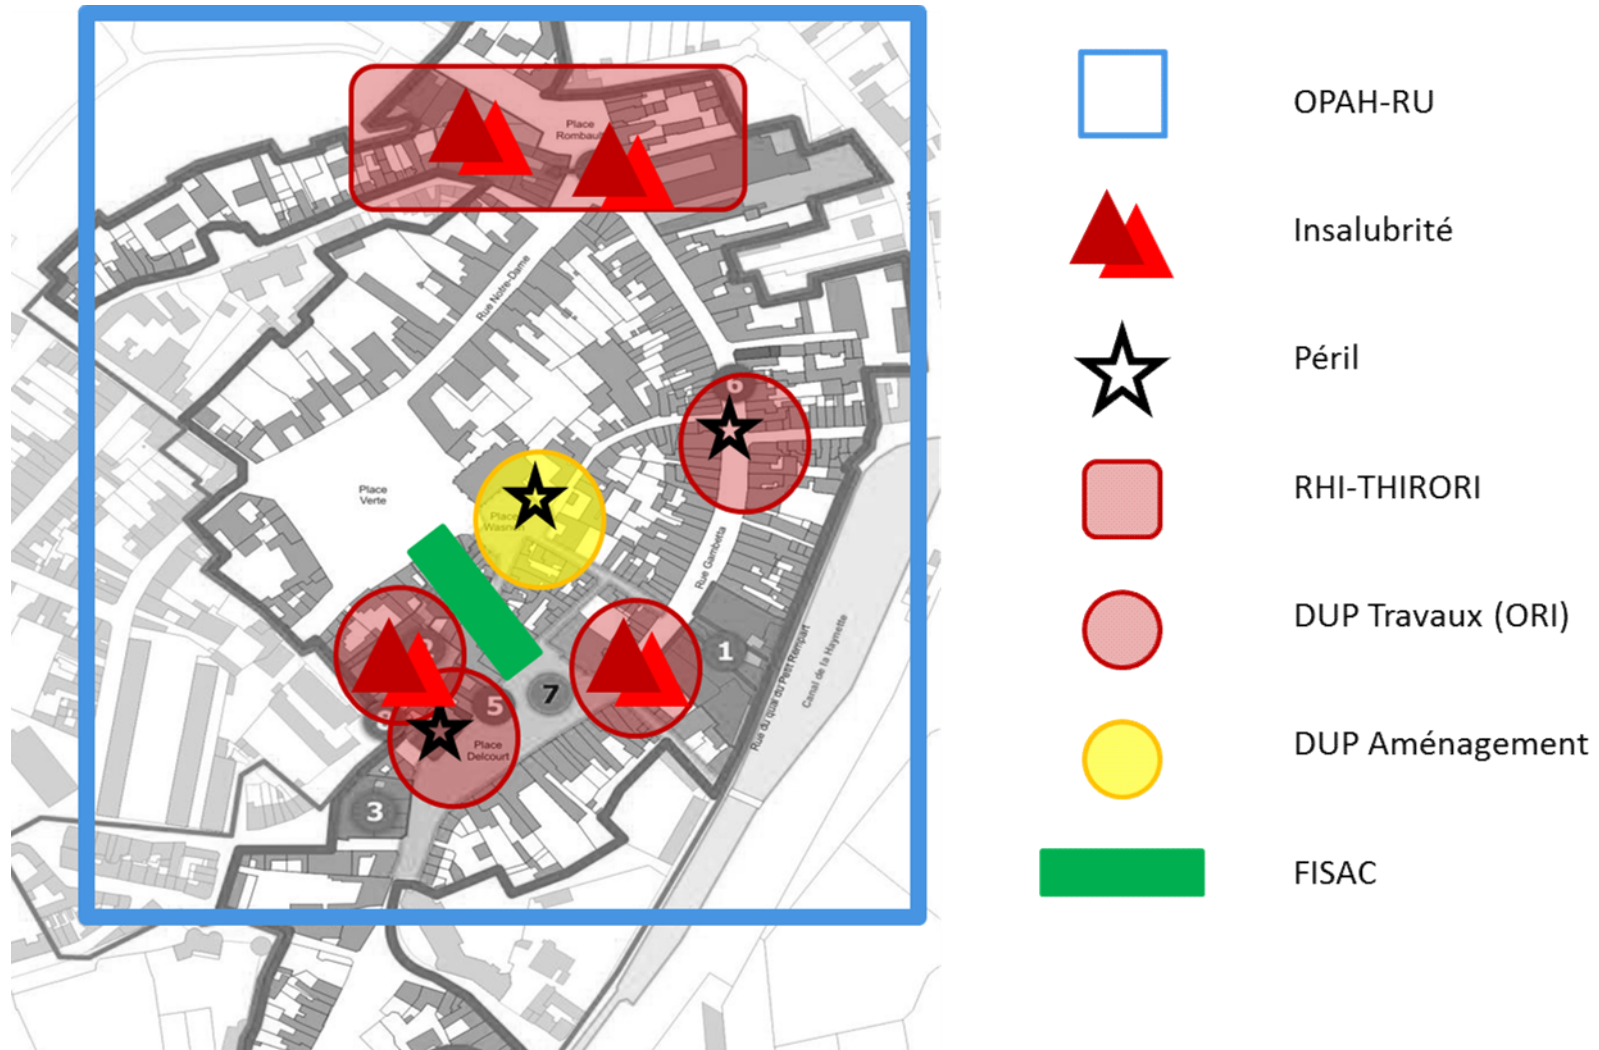 Place
Rombault
Rue Notre-Dame
6
Place
Verte
Place
Wasnon
Rue Gambetta
1
Rue du quai du Petit Rempart
Canal de la Haynette
5
7
Place
Delcourt
3
OPAH-RU
Insalubrité
Péril
RHI-THIRORI
DUP Travaux (ORI)
DUP Aménagement
FISAC